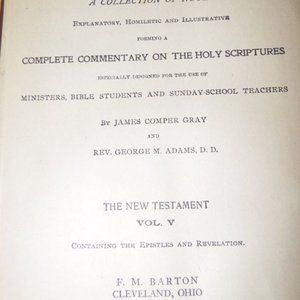 A COLLECTION OF
EXPLANATORY, HOMILETIC AND ILLUSTRATIVE
FORMING A
COMPLETE COMMENTARY ON THE HOLY SCRIPTURES
ESPECIALLY DESIGNED FOR THE USE OF
MINISTERS, BIBLE STUDENTS AND SUNDAY-SCHOOL TEACHERS
BY JAMES COMPER GRAY
AND
REV. GEORGE M. ADAMS, D. D.
THE NEW TESTAMENT
VOL. V
CONTAINING THE EPISTLES AND REVELATION.
F. M. BARTON
CLEVELAND, OHIO